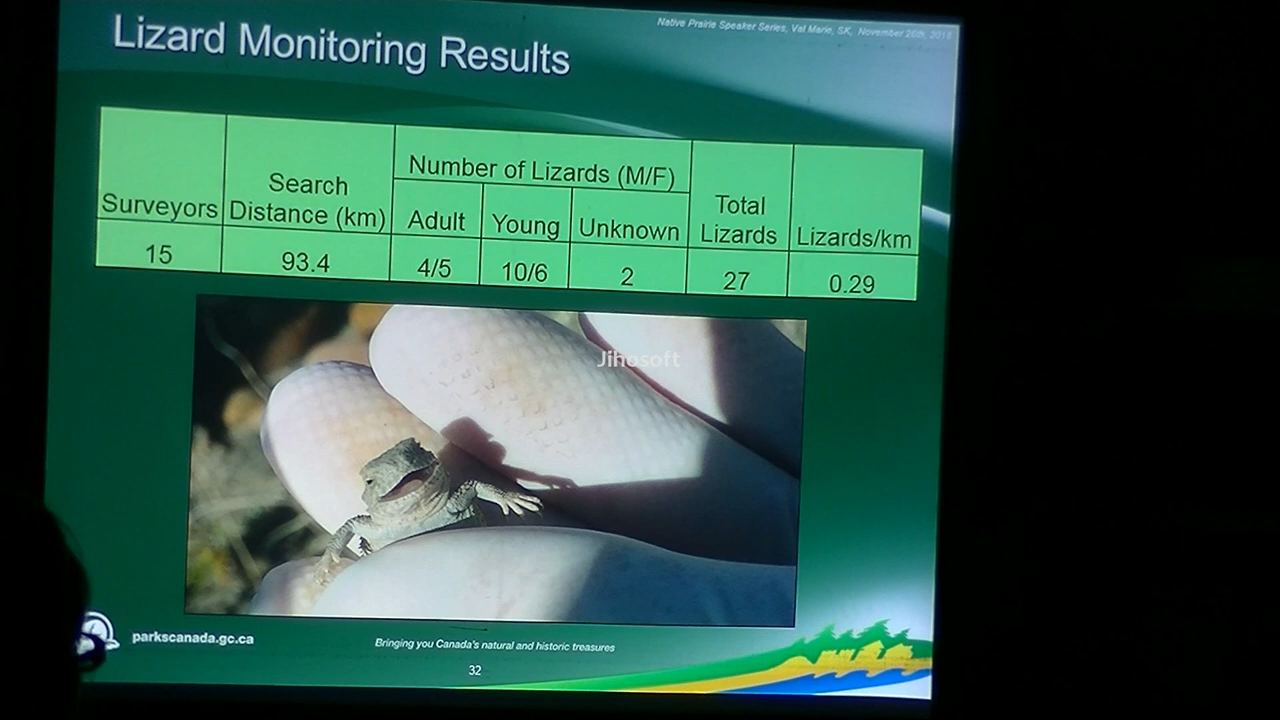 Native Prairie Speaker Series, Val Marie, SK, November 26th,
Lizard Monitoring Results
Number of Lizards (M/F)
Surveyors
Search
Distance (km)
Adult
Young
Unknown
Total
Lizards
Lizards/km
15
93.4
4/5
10/6
2
27
0.29
Jihosoft
parkscanada.gc.ca
Bringing you Canada's natural and historic treasures
32